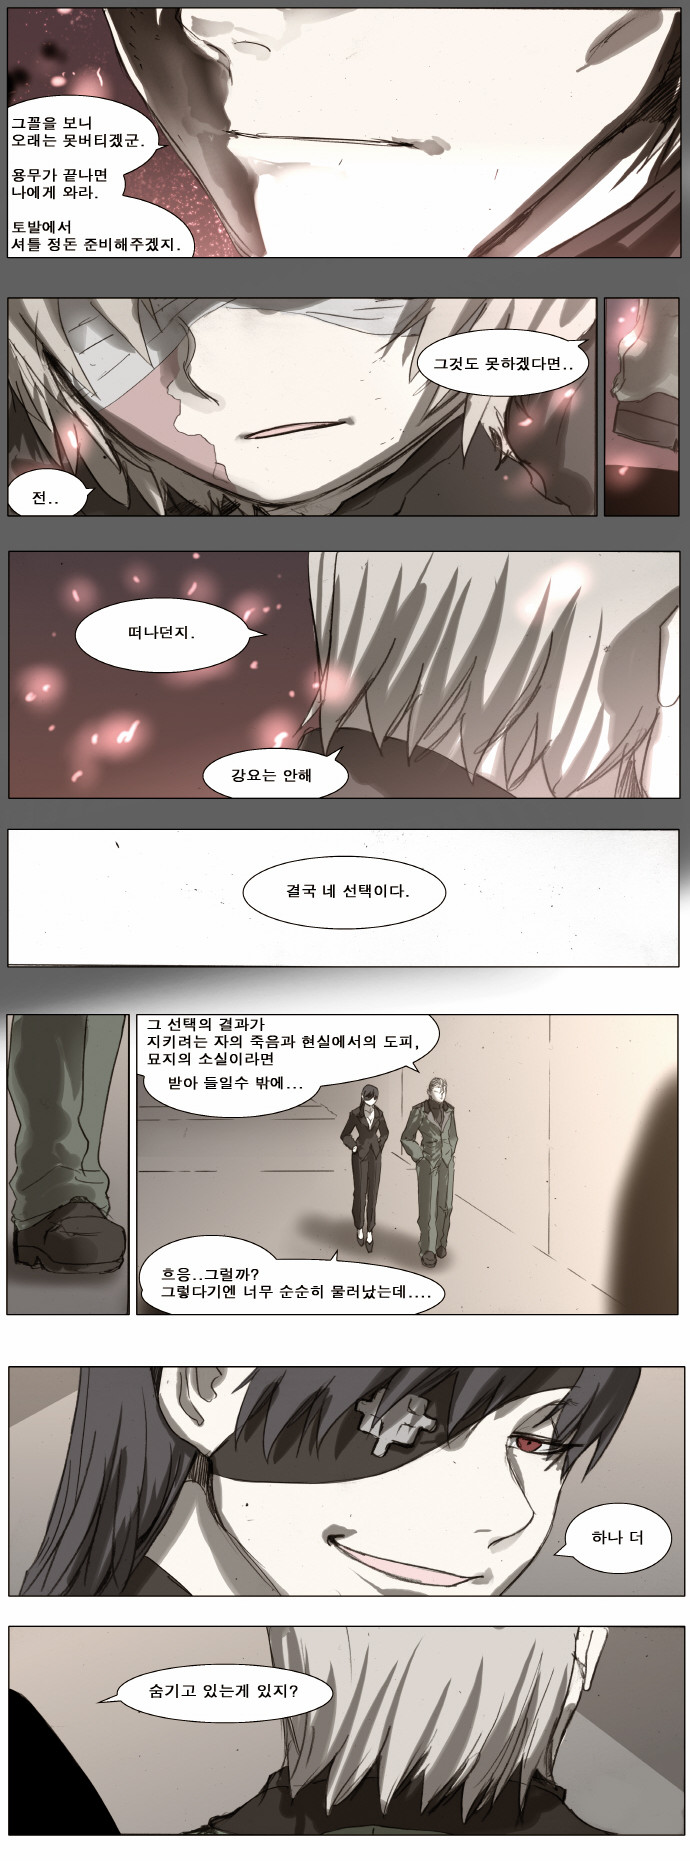 그꼴을 보니
오래는 못버티겠군.
용무가 끝나면
나에게 와라.
토발에서
셔틀 정돈 준비해주겠지.
그것도 못하겠다면..
전..
떠나던지.
강요는 안해
결국 네 선택이다.
그 선택의 결과가
지키려는 자의 죽음과 현실에서의 도피,
묘지의 소실이라면
받아 들일수 밖에...
흐응..그럴까?
그렇다기엔 너무 순순히 물러났는데....
하나 더
숨기고 있는게 있지?